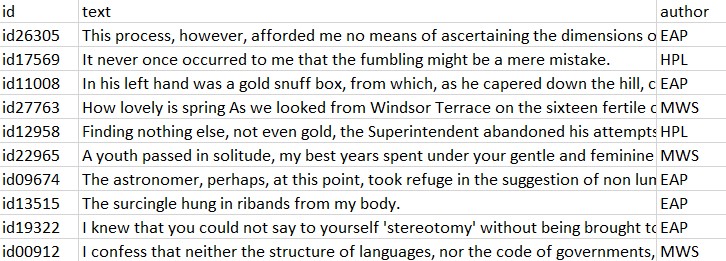 id text author
id26305 This process, however, afforded me no means of ascertaining the dimensions o EAP
id17569 It never once occurred to me that the fumbling might be a mere mistake. HPL
id11008 In his left hand was a gold snuff box, from which, as he capered down the hill, c EAP
id27763 How lovely is spring As we looked from Windsor Terrace on the sixteen fertile c MWS
id12958 Finding nothing else, not even gold, the Superintendent abandoned his attempts HPL
id22965 A youth passed in solitude, my best years spent under your gentle and feminine MWS
id09674 The astronomer, perhaps, at this point, took refuge in the suggestion of non lun EAP
id13515 The surcingle hung in ribands from my body. EAP
id19322 I knew that you could not say to yourself 'stereotomy' without being brought to EAP
id00912 I confess that neither the structure of languages, nor the code of governments, MWS